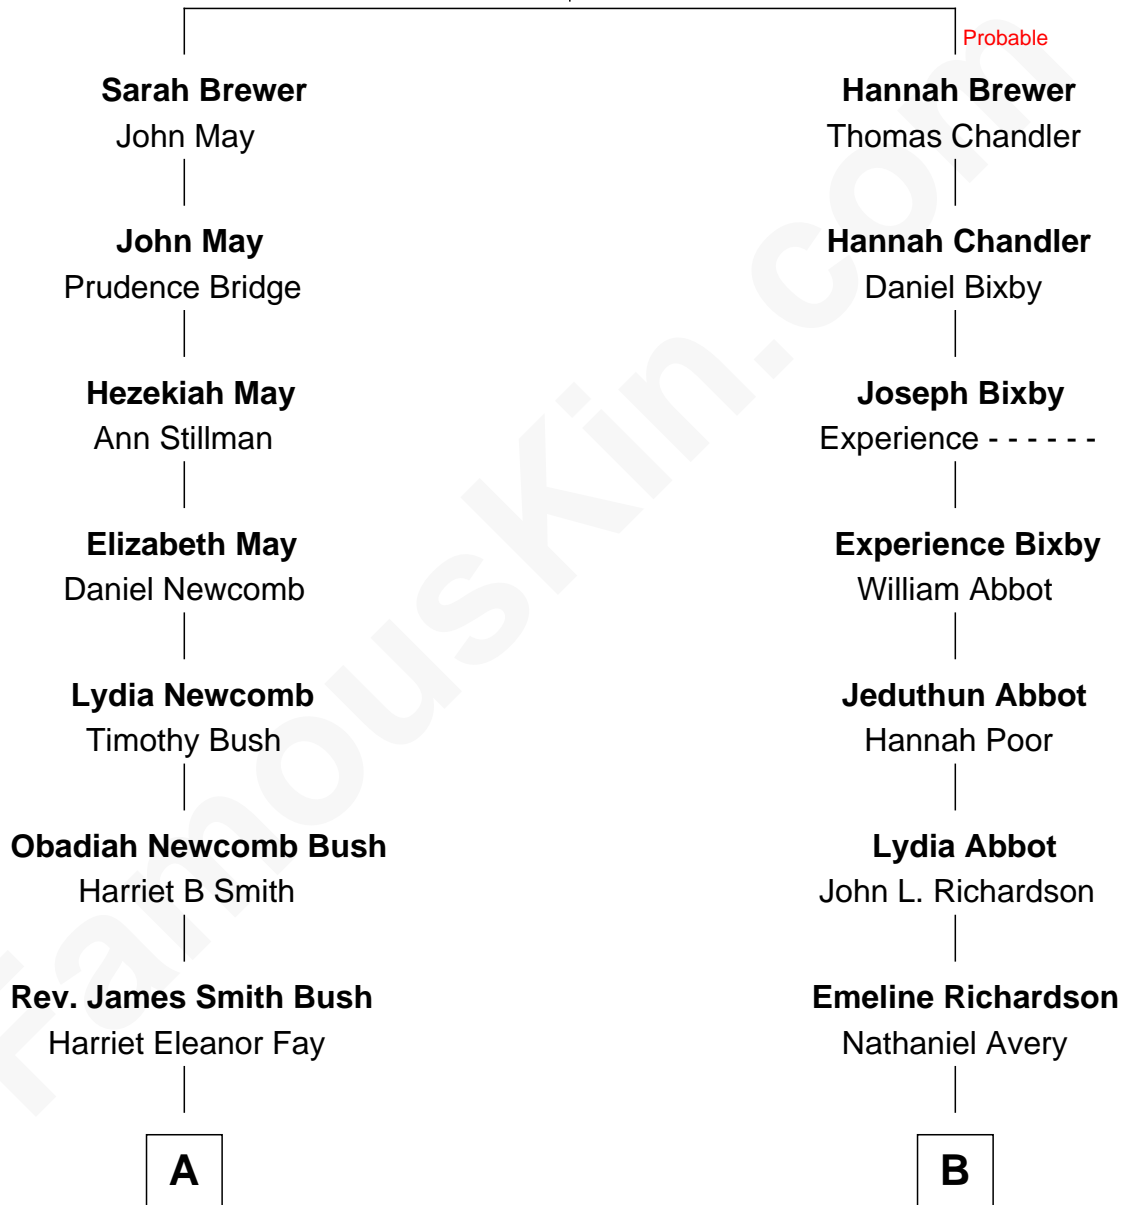 Probable
Sarah Brewer
John May
Hannah Brewer
Thomas Chandler
John May
Prudence Bridge
Hannah Chandler
Daniel Bixby
Hezekiah May
Ann Stillman
Joseph Bixby
Experience - - - - - -
Elizabeth May
Daniel Newcomb
Experience Bixby
William Abbot
Lydia Newcomb
Timothy Bush
Jeduthun Abbot
Hannah Poor
Obadiah Newcomb Bush
Harriet B Smith
Lydia Abbot
John L. Richardson
Rev. James Smith Bush
Harriet Eleanor Fay
Emeline Richardson
Nathaniel Avery
A
B
FamousKin.com